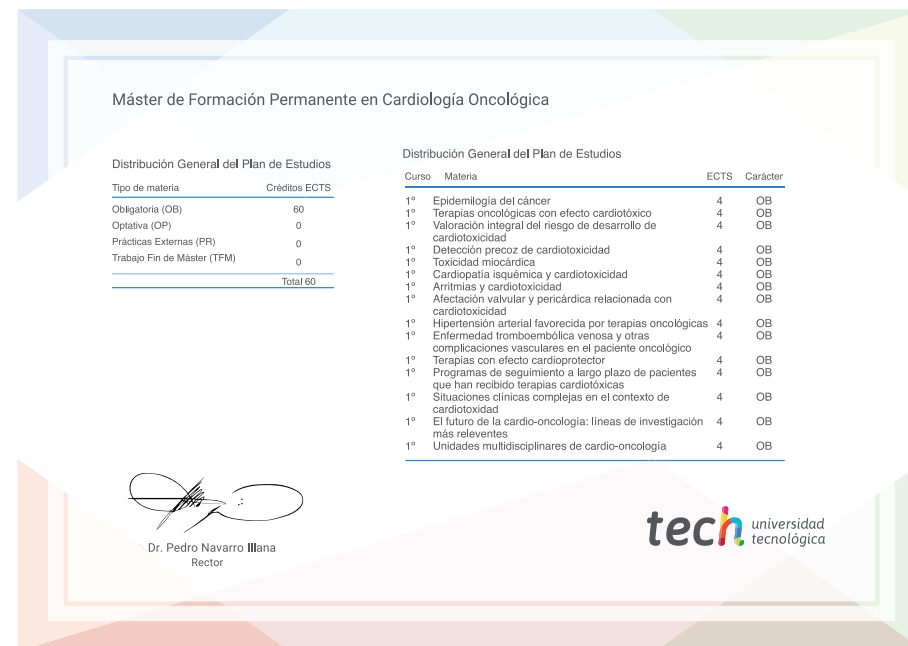 Máster de Formación Permanente en Cardiología Oncológica
Distribución General del Plan de Estudios
Tipo de materia Créditos ECTS
Obligatoria (OB) 60
Optativa (OP) 0
Prácticas Externas (PR) 0
Trabajo Fin de Máster (TFM) 0
Total 60
Distribución General del Plan de Estudios
Curso Materia ECTS Carácter
1º Epidemilogía del cáncer 4 OB
1º Terapias oncológicas con efecto cardiotóxico 4 OB
1º Valoración integral del riesgo de desarrollo de 4 OB
cardiotoxicidad
1º Detección precoz de cardiotoxicidad 4 OB
1º Toxicidad miocárdica 4 OB
1º Cardiopatía isquémica y cardiotoxicidad 4 OB
1º Arritmias y cardiotoxicidad 4 OB
1º Afectación valvular y pericárdica relacionada con 4 OB
cardiotoxicidad
1º Hipertensión arterial favorecida por terapias oncológicas 4 OB
1º Enfermedad tromboembólica venosa y otras 4 OB
complicaciones vasculares en el paciente oncológico
1º Terapias con efecto cardioprotector 4 OB
1º Programas de seguimiento a largo plazo de pacientes 4 OB
que han recibido terapias cardiotóxicas
1º Situaciones clínicas complejas en el contexto de 4 OB
cardiotoxidad
1º El futuro de la cardio-oncología: líneas de investigación 4 OB
más releventes
1º Unidades multidisciplinares de cardio-oncología 4 OB
Dr. Pedro Navarro Illana
Rector
tech universidad
tecnológica